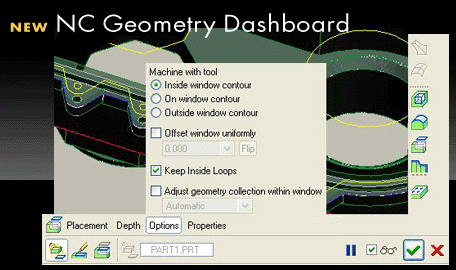 NEW NC Geometry Dashboard
Machine with tool
Inside window contour
On window contour
Outside window contour
Offset window uniformly
0.000 Flip
Keep Inside Loops
Adjust geometry collection within window
Automatic
Placement Depth Options Properties
PART1.PRT